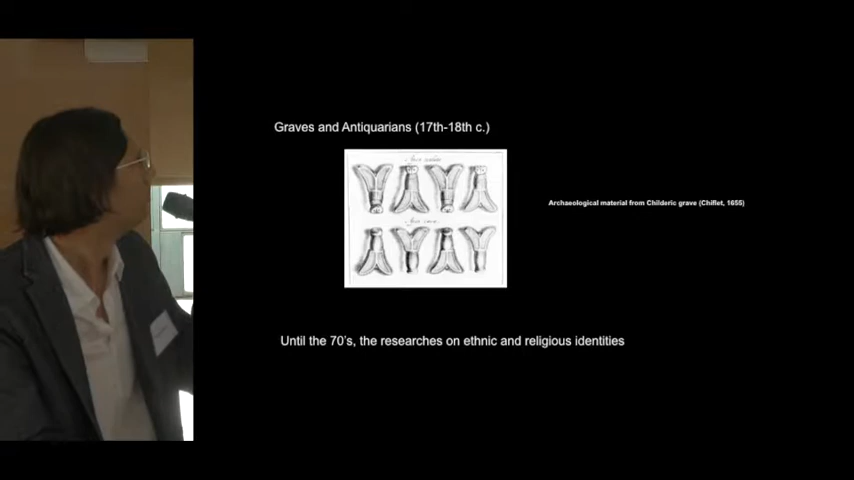 Graves and Antiquarians (17th-18th c.)
Archaeological material from Childeric grave (Chiflet, 1655)
Until the 70's, the researches on ethnic and religious identities